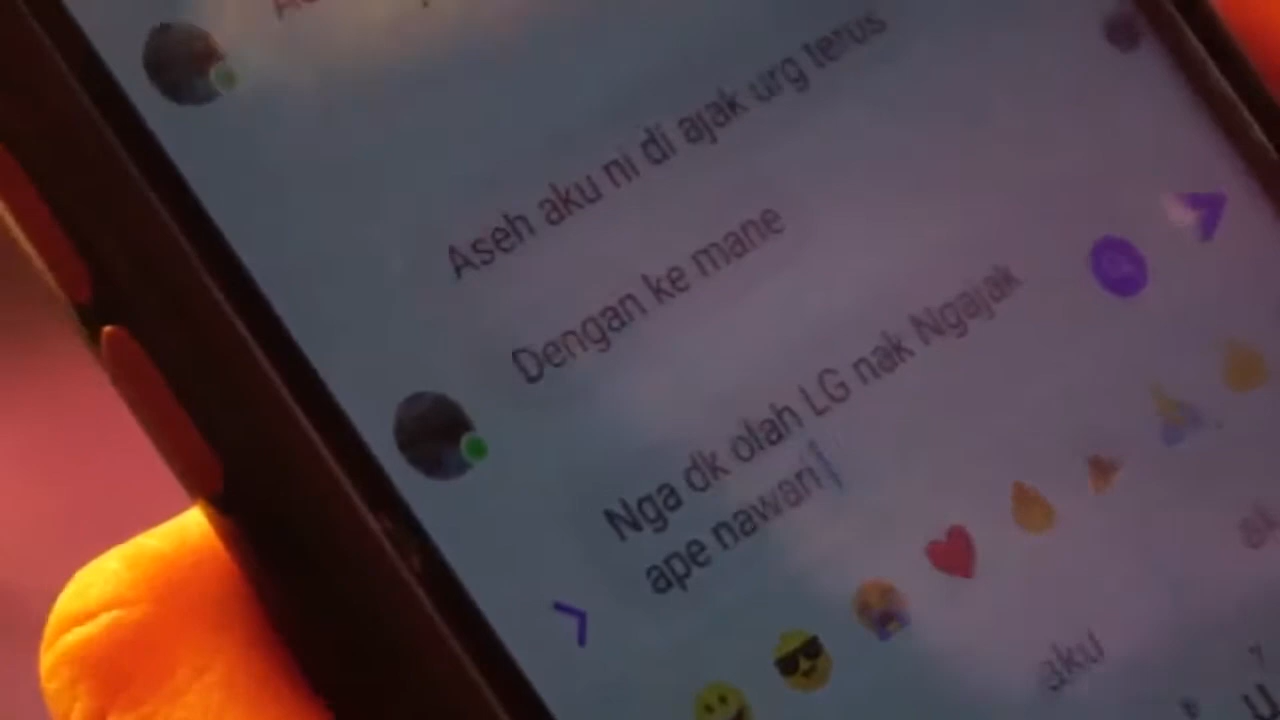 Aseh aku ni di ajak urg terus
Dengan ke mane
Nga dk olah LG nak Ngajak
ape nawari
aku